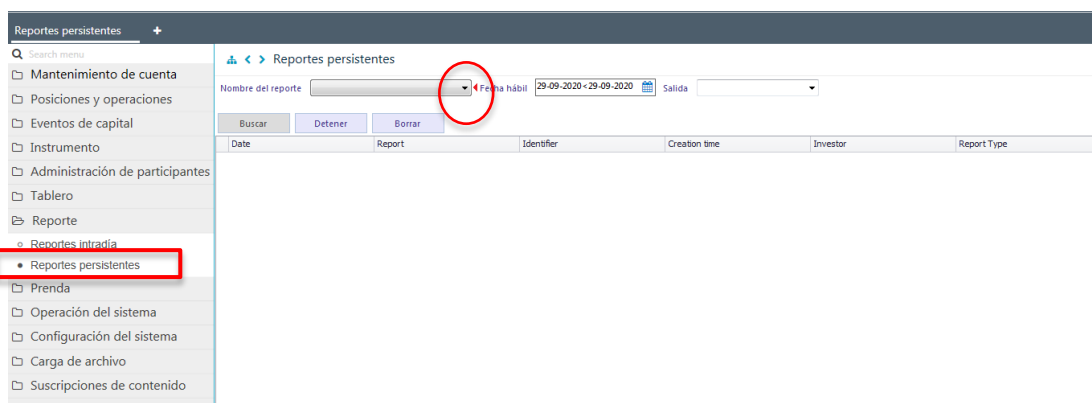 Reportes persistentes +
Search menu
Mantenimiento de cuenta
Posiciones y operaciones
Eventos de capital
Instrumento
Administración de participantes
Tablero
Reporte
Reportes intradía
Reportes persistentes
Prenda
Operación del sistema
Configuración del sistema
Carga de archivo
Suscripciones de contenido
Reportes persistentes
Nombre del reporte Fecha hábil 29-09-2020<29-09-2020 Salida
Buscar Detener Borrar
Date Report Identifier Creation time Investor Report Type